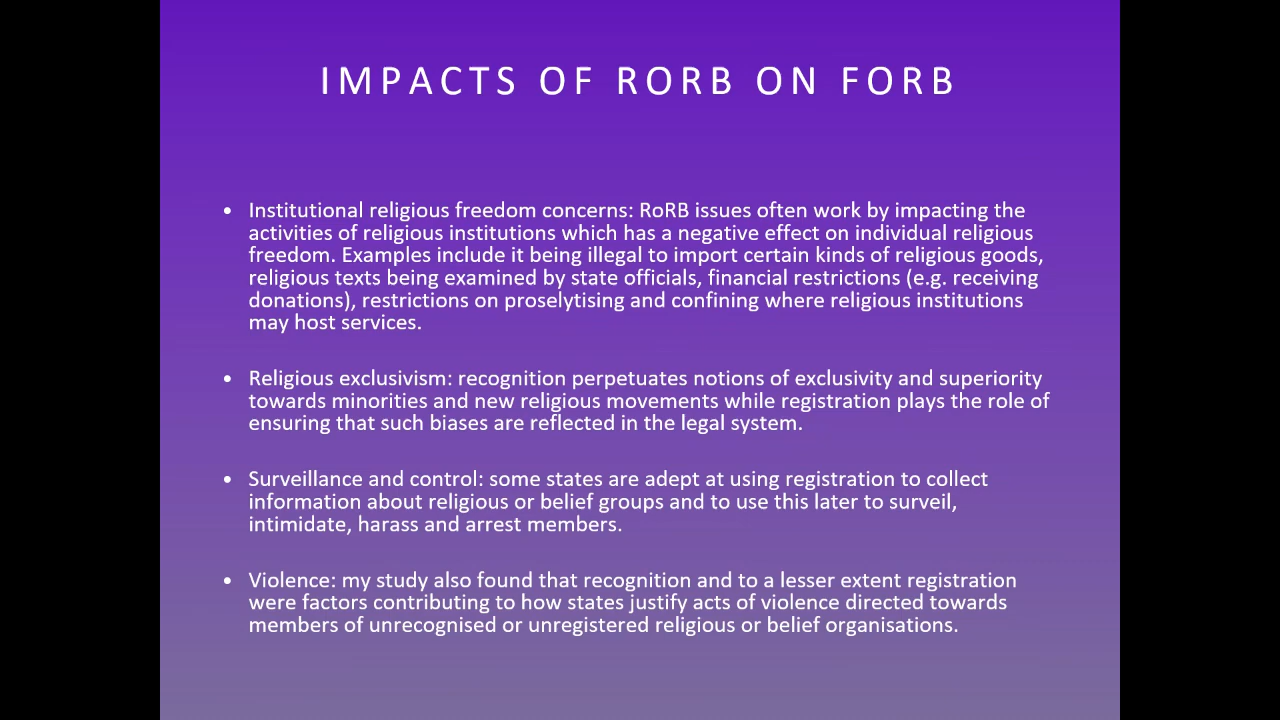 IMPACTS OF RORB ON FORB
• Institutional religious freedom concerns: RoRB issues often work by impacting the
activities of religious institutions which has a negative effect on individual religious
freedom. Examples include it being illegal to import certain kinds of religious goods,
religious texts being examined by state officials, financial restrictions (e.g. receiving
donations), restrictions on proselytising and confining where religious institutions
may host services.
• Religious exclusivism: recognition perpetuates notions of exclusivity and superiority
towards minorities and new religious movements while registration plays the role of
ensuring that such biases are reflected in the legal system.
• Surveillance and control: some states are adept at using registration to collect
information about religious or belief groups and to use this later to surveil,
intimidate, harass and arrest members.
• Violence: my study also found that recognition and to a lesser extent registration
were factors contributing to how states justify acts of violence directed towards
members of unrecognised or unregistered religious or belief organisations.